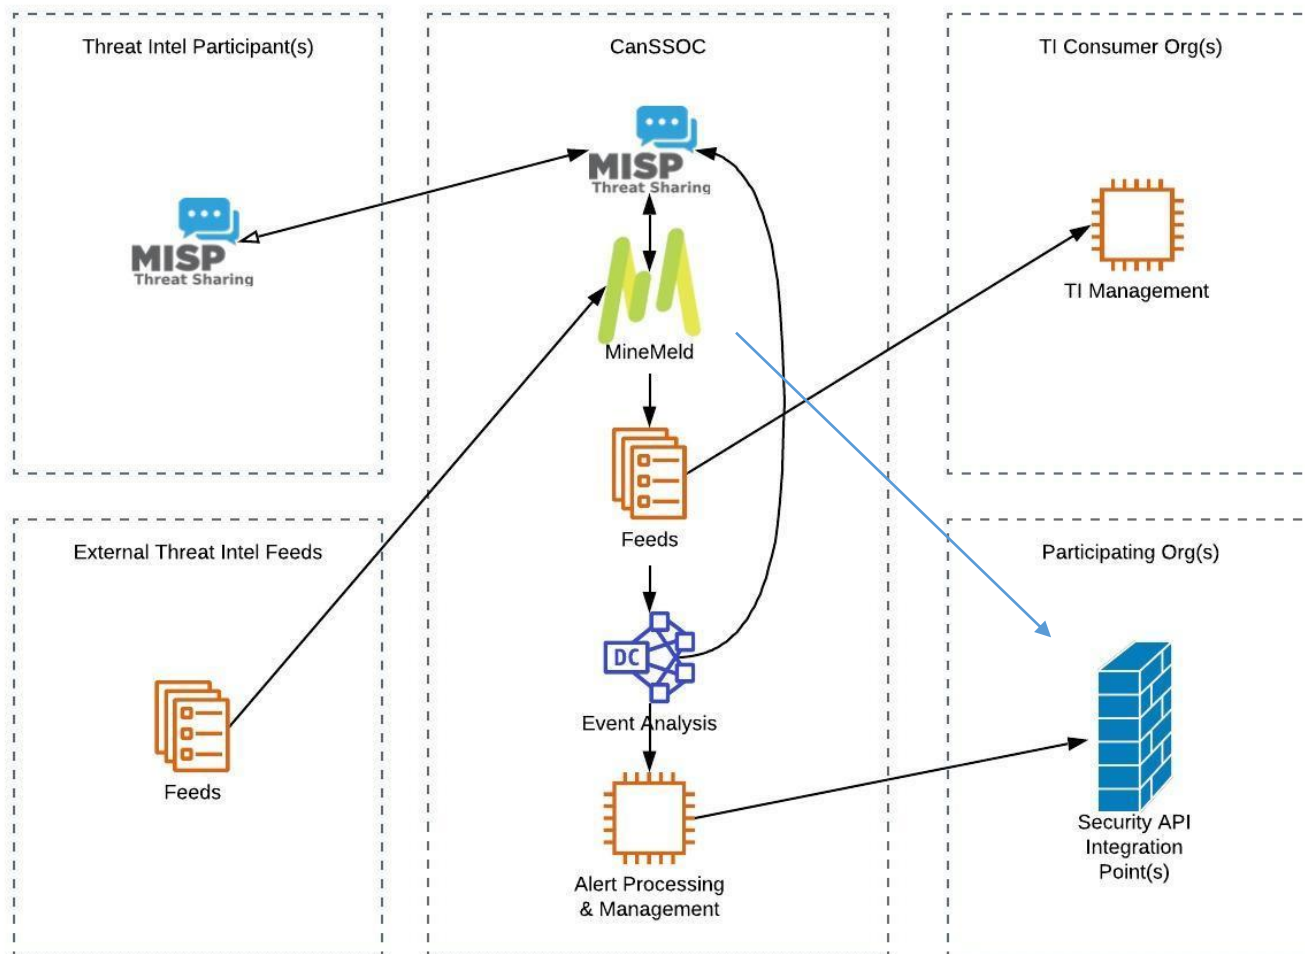 Threat Intel Participant(s)
CanSSOC
TI Consumer Org(s)
MISP
Threat Sharing
MISP
Threat Sharing
TI Management
MineMeld
Feeds
External Threat Intel Feeds
Participating Org(s)
DC
Event Analysis
Feeds
Security API
Integration
Point(s)
Alert Processing
& Management